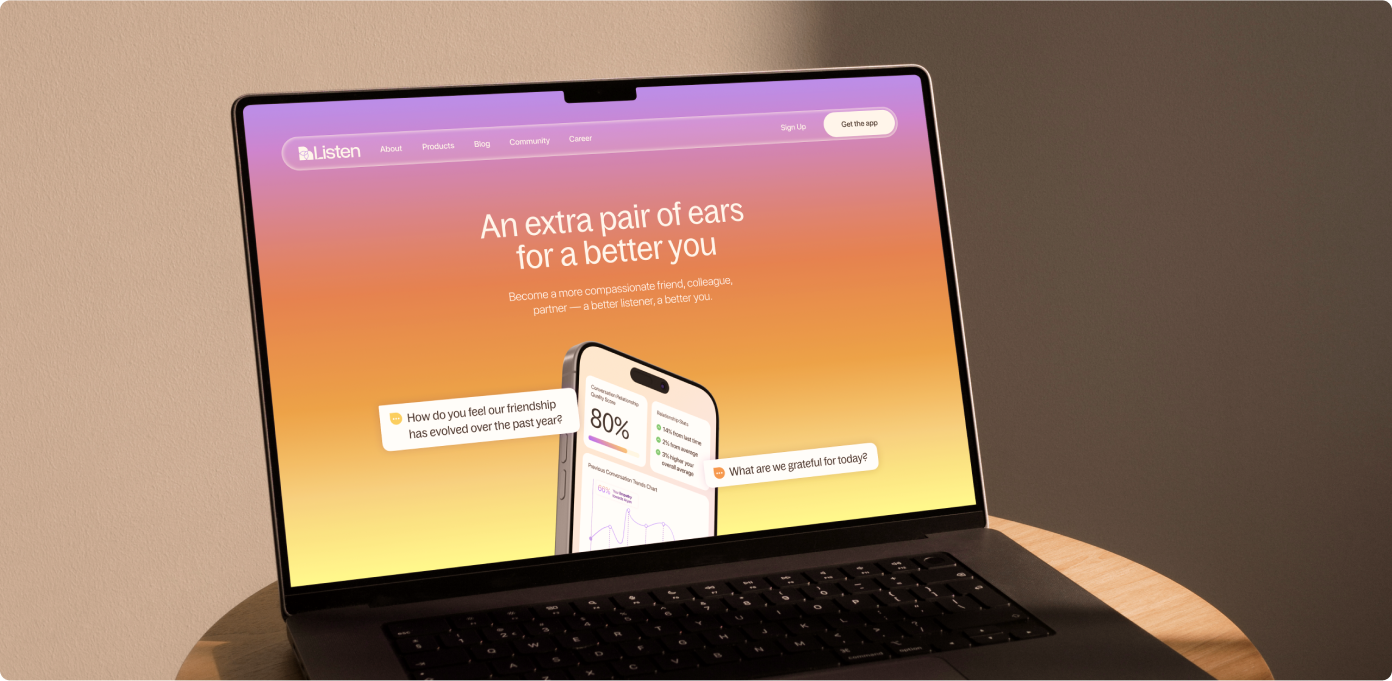 Listen
About
Products
Blog
Community
Career
Sign Up
Get the app
An extra pair of ears
for a better you
Become a more compassionate friend, colleague,
partner — a better listener, a better you.
How do you feel our friendship
has evolved over the past year?
Conversation Relationship
Quality Score
80%
Relationship Stats
14% from last time
2% from average
3% higher your
overall average
What are we grateful for today?
Previous Conversation Trends Chart